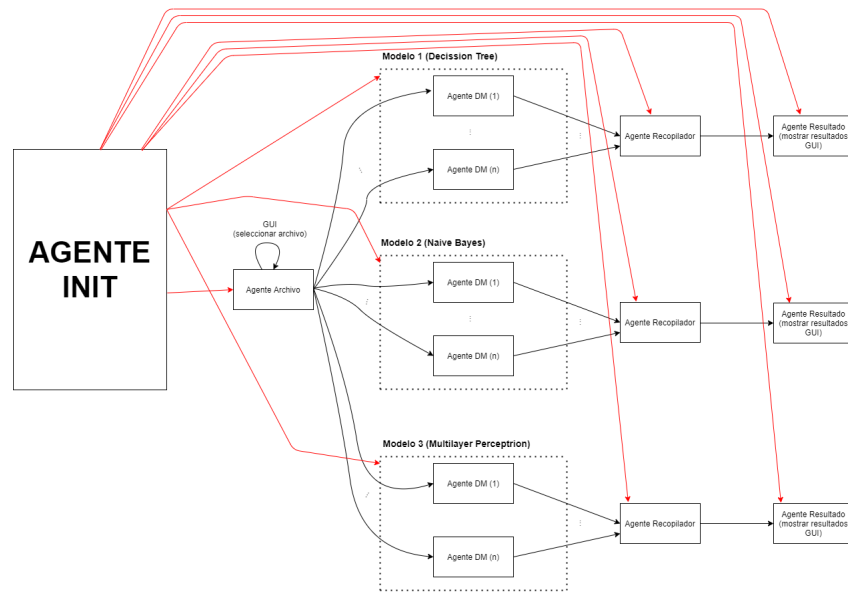 AGENTE
INIT
GUI
(seleccionar archivo)
Agente Archivo
Modelo 1 (Decission Tree)
Agente DM (1)
...
Agente DM (n)
...
...
Agente Recopilador
Agente Resultado
(mostrar resultados
GUI)
Modelo 2 (Naive Bayes)
Agente DM (1)
...
Agente DM (n)
...
...
Agente Recopilador
Agente Resultado
(mostrar resultados
GUI)
Modelo 3 (Multilayer Perceptrion)
Agente DM (1)
...
Agente DM (n)
...
...
Agente Recopilador
Agente Resultado
(mostrar resultados
GUI)